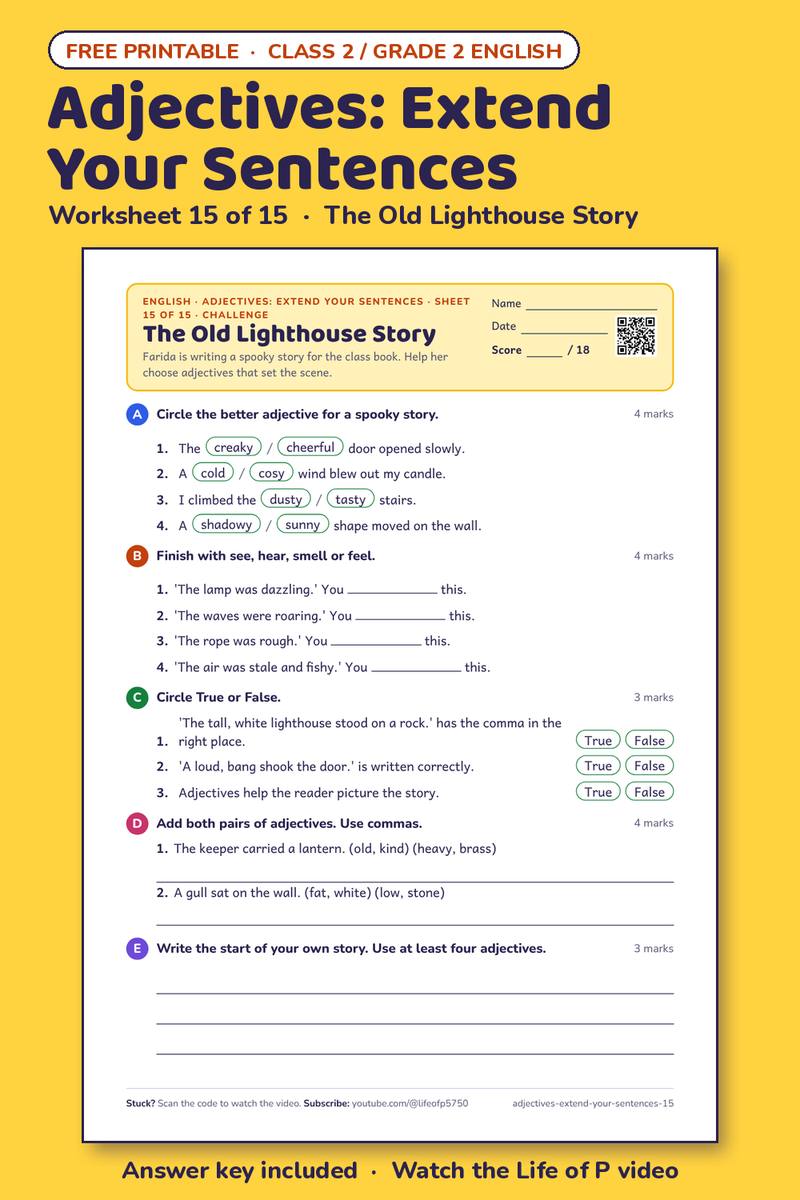 FREE PRINTABLE · CLASS 2 / GRADE 2 ENGLISH
Adjectives: Extend
Your Sentences
Worksheet 15 of 15 · The Old Lighthouse Story
ENGLISH · ADJECTIVES: EXTEND YOUR SENTENCES · SHEET
15 OF 15 · CHALLENGE
The Old Lighthouse Story
Farida is writing a spooky story for the class book. Help her
choose adjectives that set the scene.
Name ____________
Date ____________
Score ______ / 18
A Circle the better adjective for a spooky story. 4 marks
1. The creaky / cheerful door opened slowly.
2. A cold / cosy wind blew out my candle.
3. I climbed the dusty / tasty stairs.
4. A shadowy / sunny shape moved on the wall.
B Finish with see, hear, smell or feel. 4 marks
1. 'The lamp was dazzling.' You ____________ this.
2. 'The waves were roaring.' You ____________ this.
3. 'The rope was rough.' You ____________ this.
4. 'The air was stale and fishy.' You ____________ this.
C Circle True or False. 3 marks
'The tall, white lighthouse stood on a rock.' has the comma in the
1. right place. True False
2. 'A loud, bang shook the door.' is written correctly. True False
3. Adjectives help the reader picture the story. True False
D Add both pairs of adjectives. Use commas. 4 marks
1. The keeper carried a lantern. (old, kind) (heavy, brass)
2. A gull sat on the wall. (fat, white) (low, stone)
E Write the start of your own story. Use at least four adjectives. 3 marks
Stuck? Scan the code to watch the video. Subscribe: youtube.com/@lifeofp5750 adjectives-extend-your-sentences-15
Answer key included · Watch the Life of P video